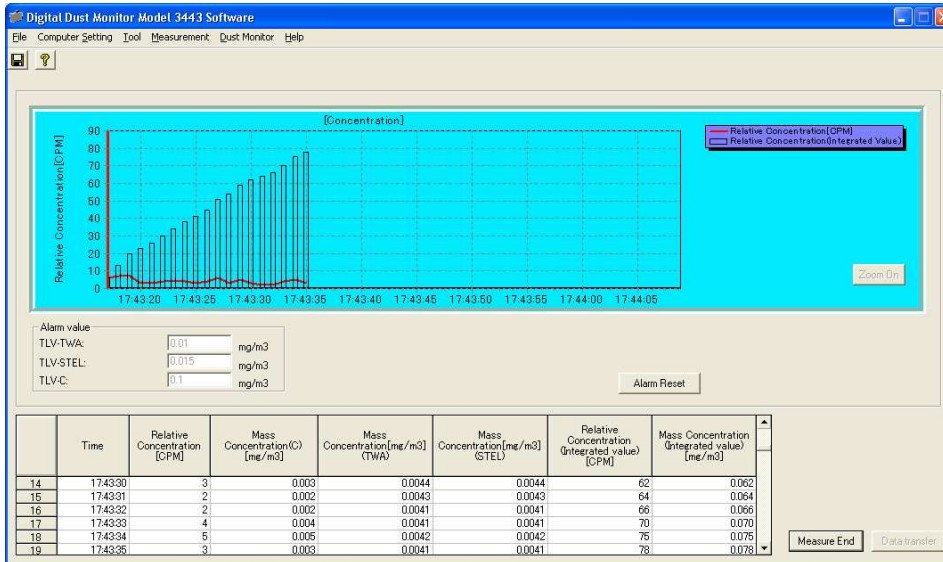 Digital Dust Monitor Model 3443 Software
File Computer Setting Tool Measurement Dust Monitor Help
[Concentration]
Relative Concentration[CPM]
90
80
70
60
50
40
30
20
10
0
17:43:20 17:43:25 17:43:30 17:43:35 17:43:40 17:43:45 17:43:50 17:43:55 17:44:00 17:44:05
Relative Concentration[CPM]
Relative Concentration(Integrated Value)
Zoom On
Alarm value
TLV-TWA: 0.01 mg/m3
TLV-STEL: 0.015 mg/m3
TLV-C: 0.1 mg/m3
Alarm Reset
Time
Relative
Concentration
[CPM]
Mass
Concentration(C)
[mg/m3]
Mass
Concentration[mg/m3]
(TWA)
Mass
Concentration[mg/m3]
(STEL)
Relative
Concentration
(Integrated value)
[CPM]
Mass Concentration
(Integrated value)
[mg/m3]
14 17:43:30 3 0.003 0.0044 0.0044 62 0.062
15 17:43:31 2 0.002 0.0043 0.0043 64 0.064
16 17:43:32 2 0.002 0.0041 0.0041 66 0.066
17 17:43:33 4 0.004 0.0041 0.0041 70 0.070
18 17:43:34 5 0.005 0.0042 0.0042 75 0.075
19 17:43:35 3 0.003 0.0041 0.0041 78 0.078
Measure End
Data transfer